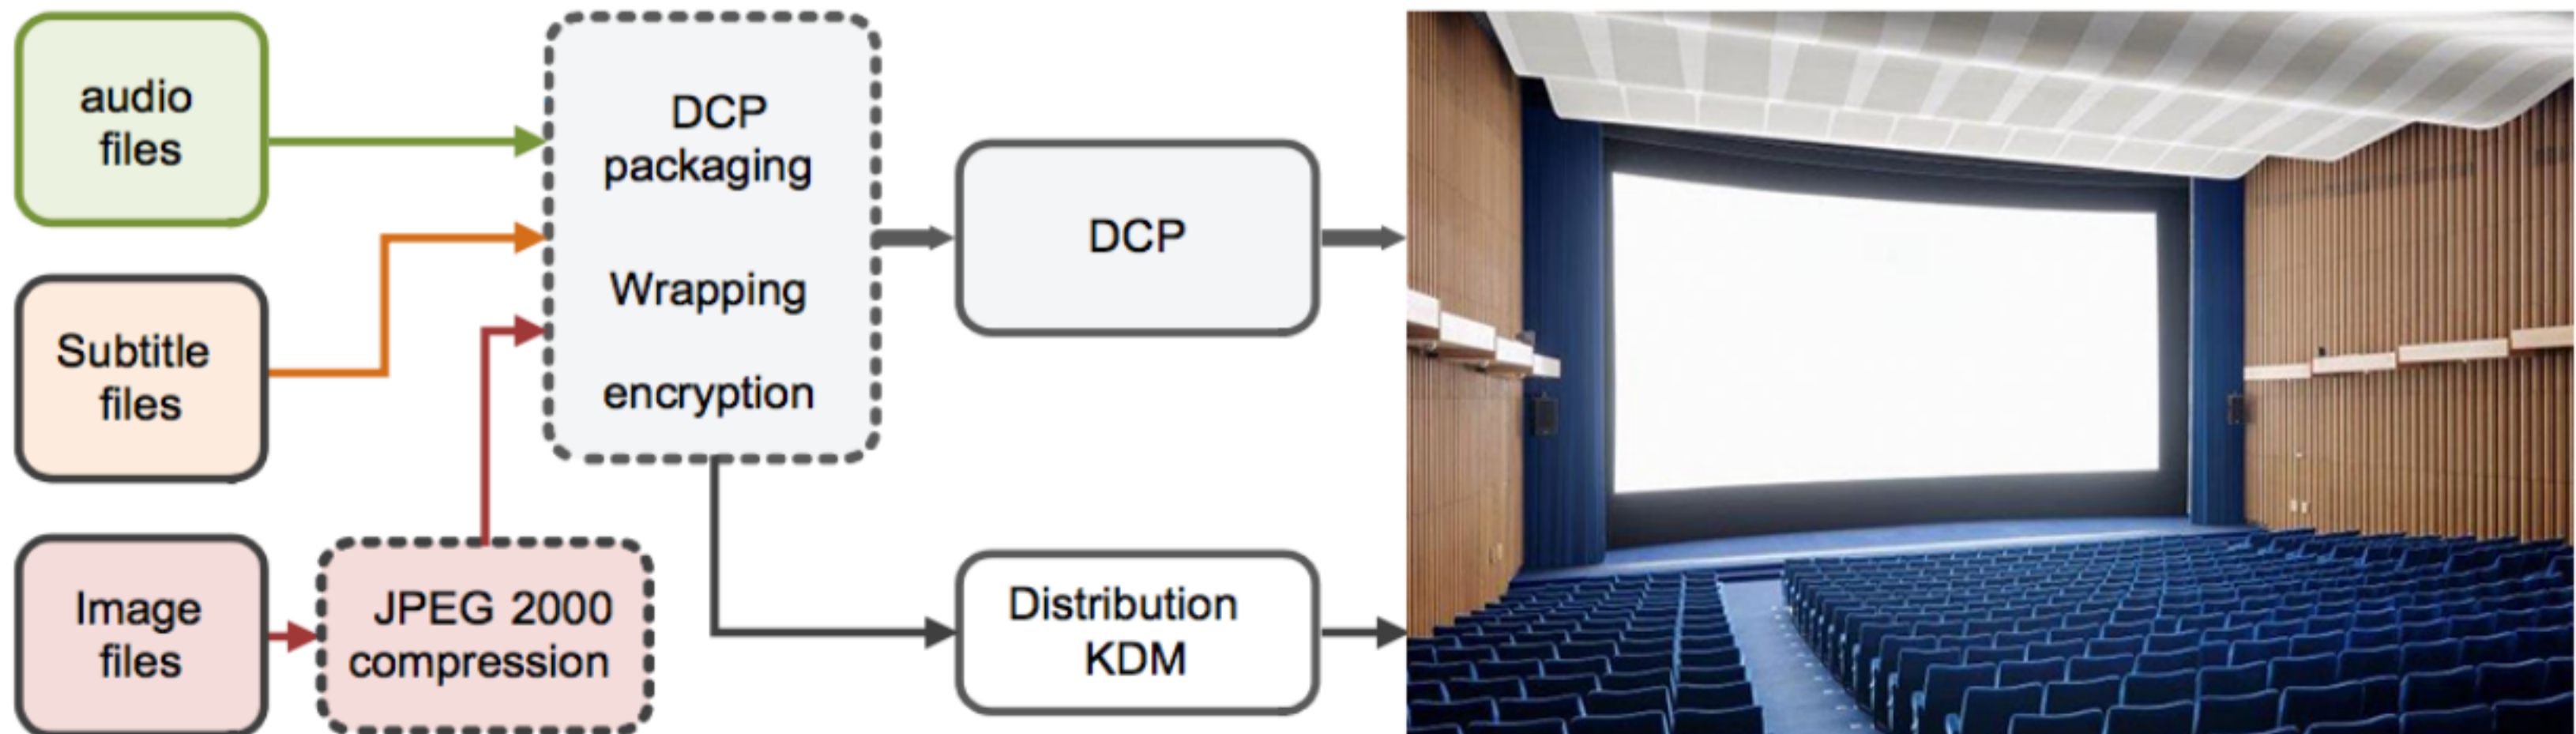 audio
files
Subtitle
files
Image
files
JPEG 2000
compression
DCP
packaging
Wrapping
encryption
DCP
Distribution
KDM